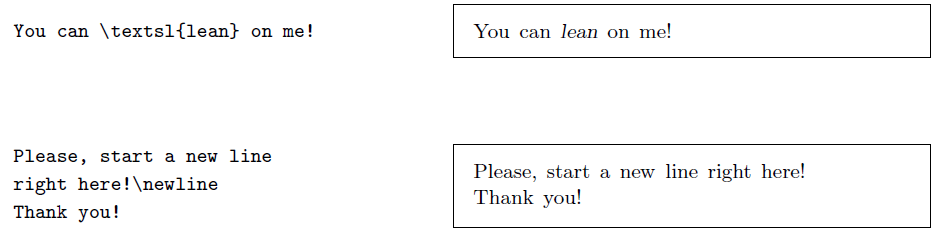 You can \textsl{lean} on me!
You can lean on me!
Please, start a new line
right here!\newline
Thank you!
Please, start a new line right here!
Thank you!